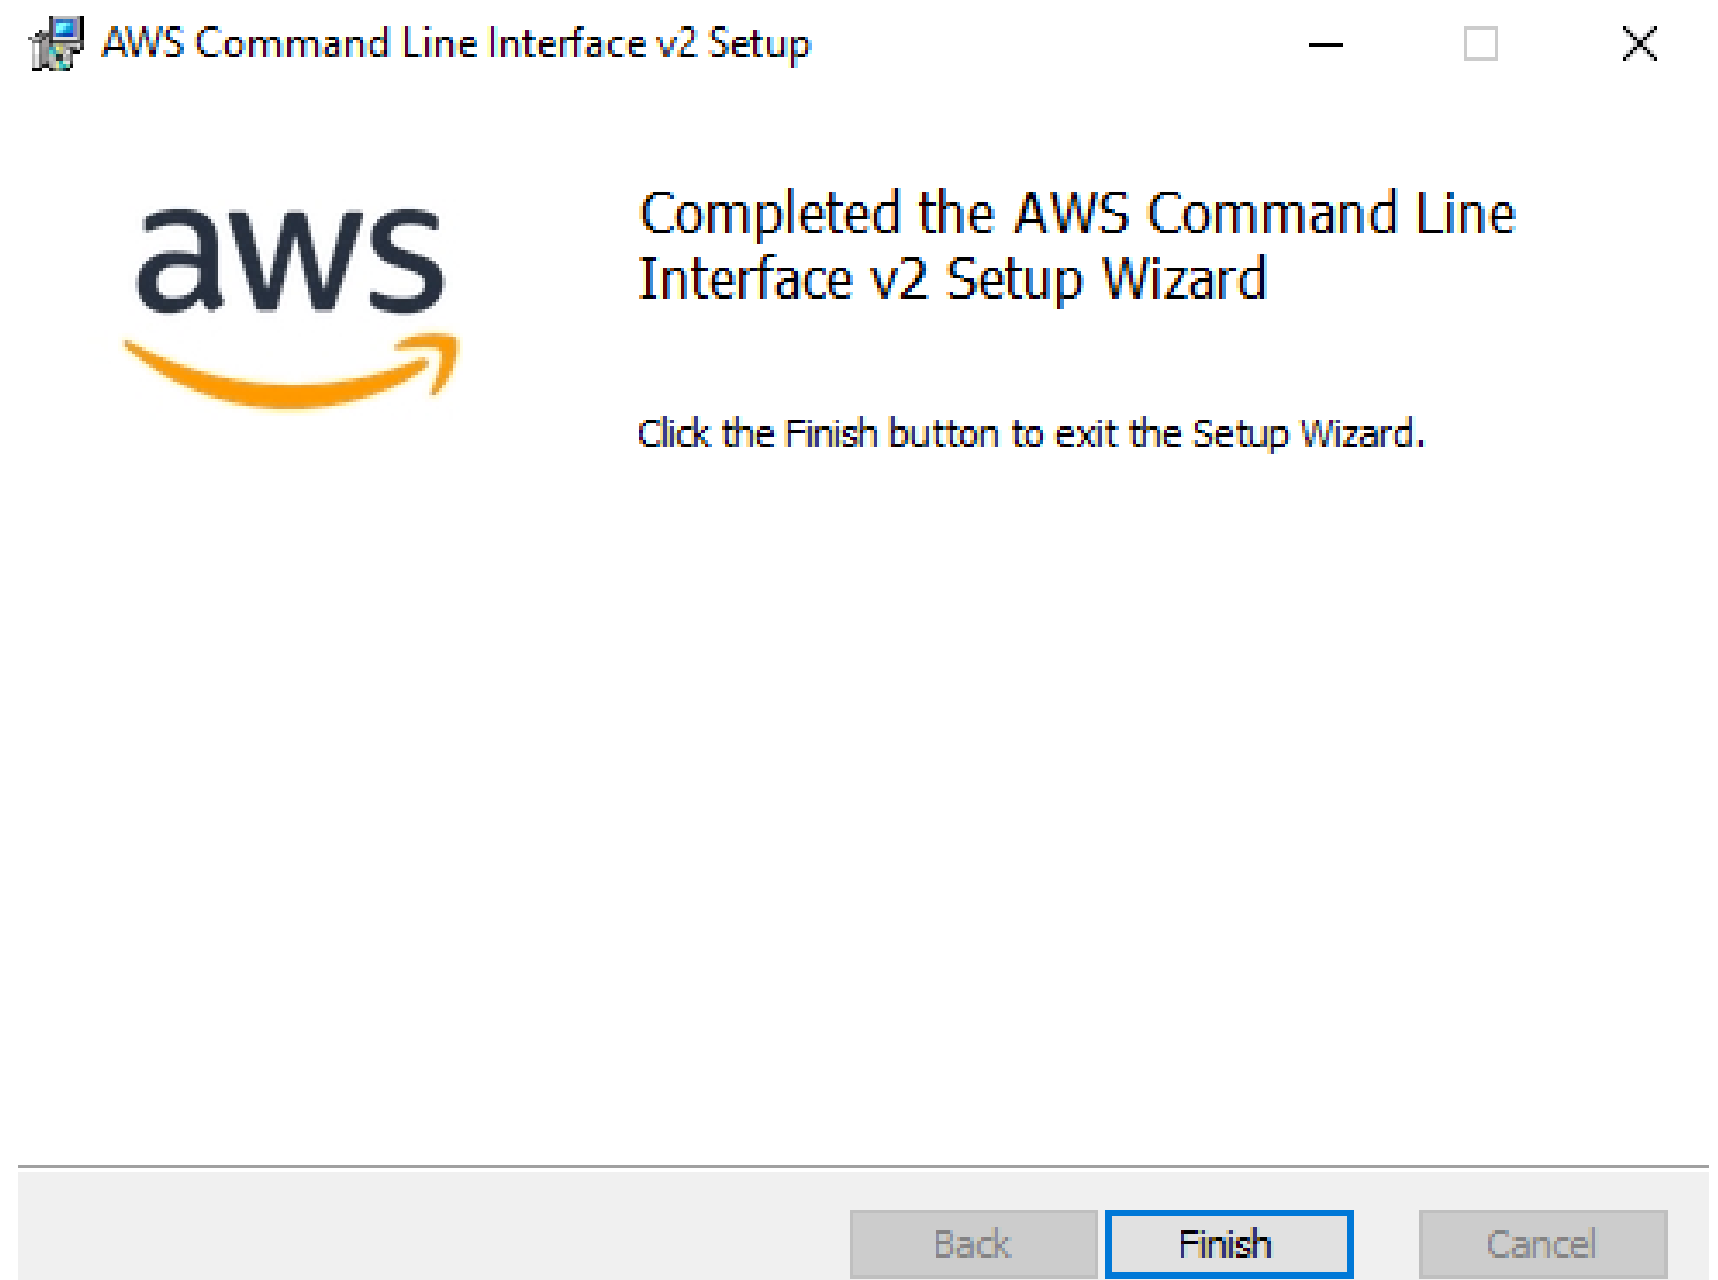 AWS Command Line Interface v2 Setup
aws
Completed the AWS Command Line
Interface v2 Setup Wizard
Click the Finish button to exit the Setup Wizard.
Back
Finish
Cancel